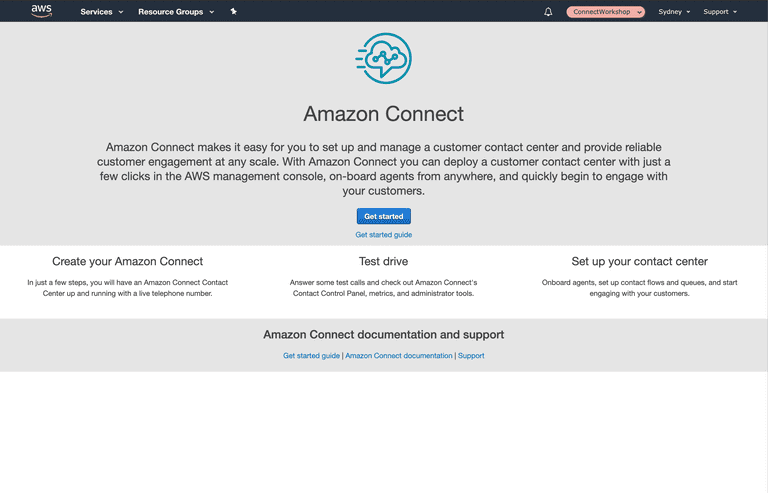 aws
Services Resource Groups ConnectWorkshop Sydney Support
Amazon Connect
Amazon Connect makes it easy for you to set up and manage a customer contact center and provide reliable
customer engagement at any scale. With Amazon Connect you can deploy a customer contact center with just a
few clicks in the AWS management console, on-board agents from anywhere, and quickly begin to engage with
your customers.
Get started
Get started guide
Create your Amazon Connect
In just a few steps, you will have an Amazon Connect Contact
Center up and running with a live telephone number.
Test drive
Answer some test calls and check out Amazon Connect's
Contact Control Panel, metrics, and administrator tools.
Set up your contact center
Onboard agents, set up contact flows and queues, and start
engaging with your customers.
Amazon Connect documentation and support
Get started guide | Amazon Connect documentation | Support